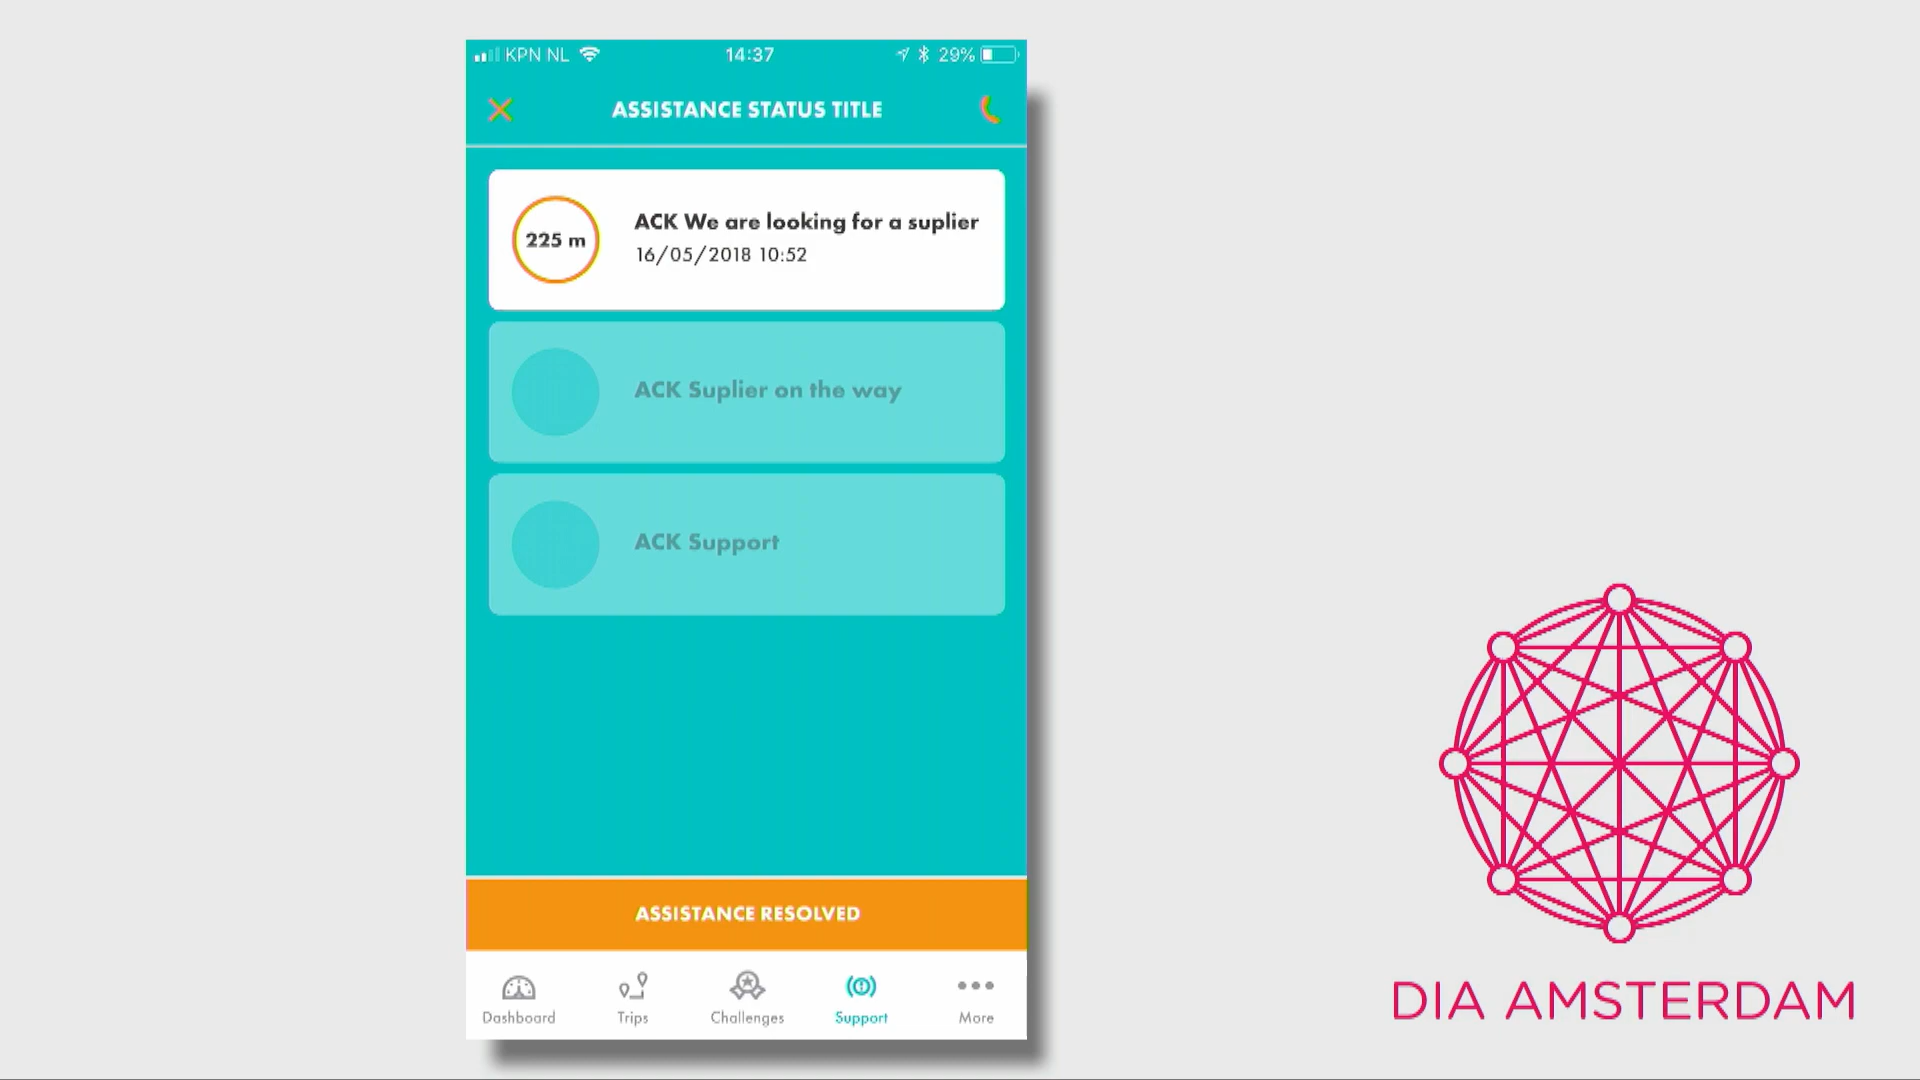 KPN NL
14:37
29%
ASSISTANCE STATUS TITLE
225 m
ACK We are looking for a suplier
16/05/2018 10:52
ACK Suplier on the way
ACK Support
ASSISTANCE RESOLVED
Dashboard
Trips
Challenges
Support
More
DIA AMSTERDAM